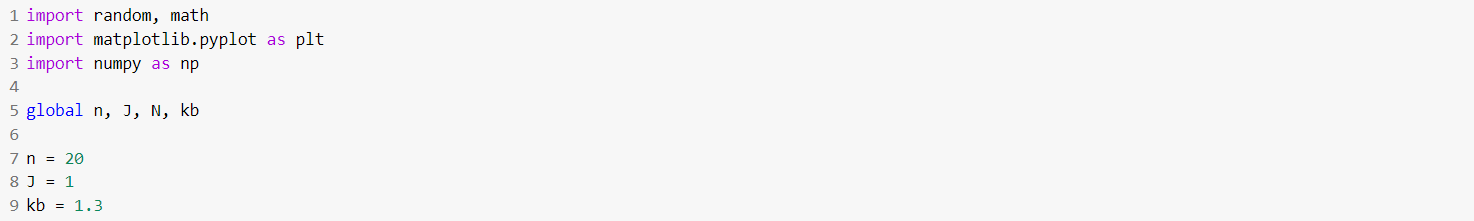 1 import random, math
2 import matplotlib.pyplot as plt
3 import numpy as np
4
5 global n, J, N, kb
6
7 n = 20
8 J = 1
9 kb = 1.3